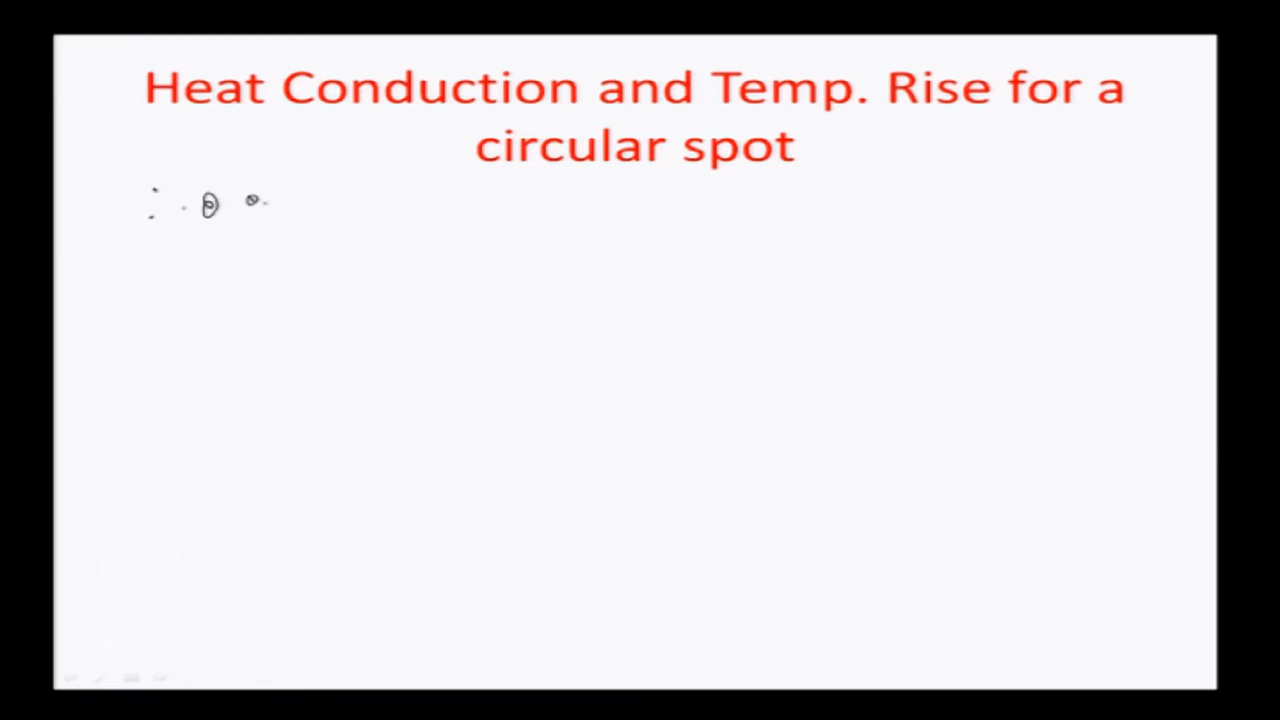 Heat Conduction and Temp. Rise for a
circular spot